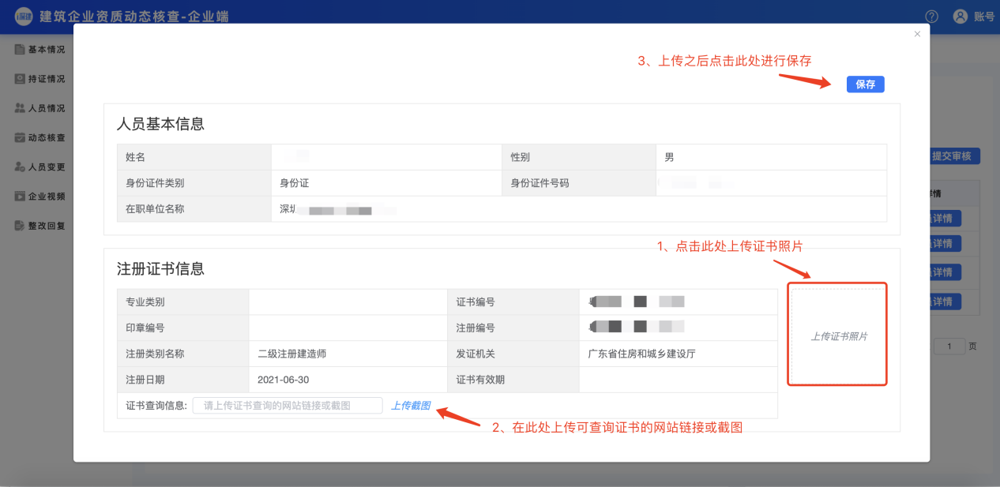 i深建 建筑企业资质动态核查-企业端
账号
基本情况
持证情况
人员情况
动态核查
人员变更
企业视频
整改回复
3、上传之后点击此处进行保存
保存
人员基本信息
姓名 性别 男
身份证件类别 身份证 身份证件号码
在职单位名称 深圳
提交审核
详情
详情
详情
详情
详情
1 页
1、点击此处上传证书照片
注册证书信息
专业类别 证书编号
印章编号 注册编号
注册类别名称 二级注册建造师 发证机关 广东省住房和城乡建设厅
注册日期 2021-06-30 证书有效期
证书查询信息: 请上传证书查询的网站链接或截图 上传截图
上传证书照片
2、在此处上传可查询证书的网站链接或截图